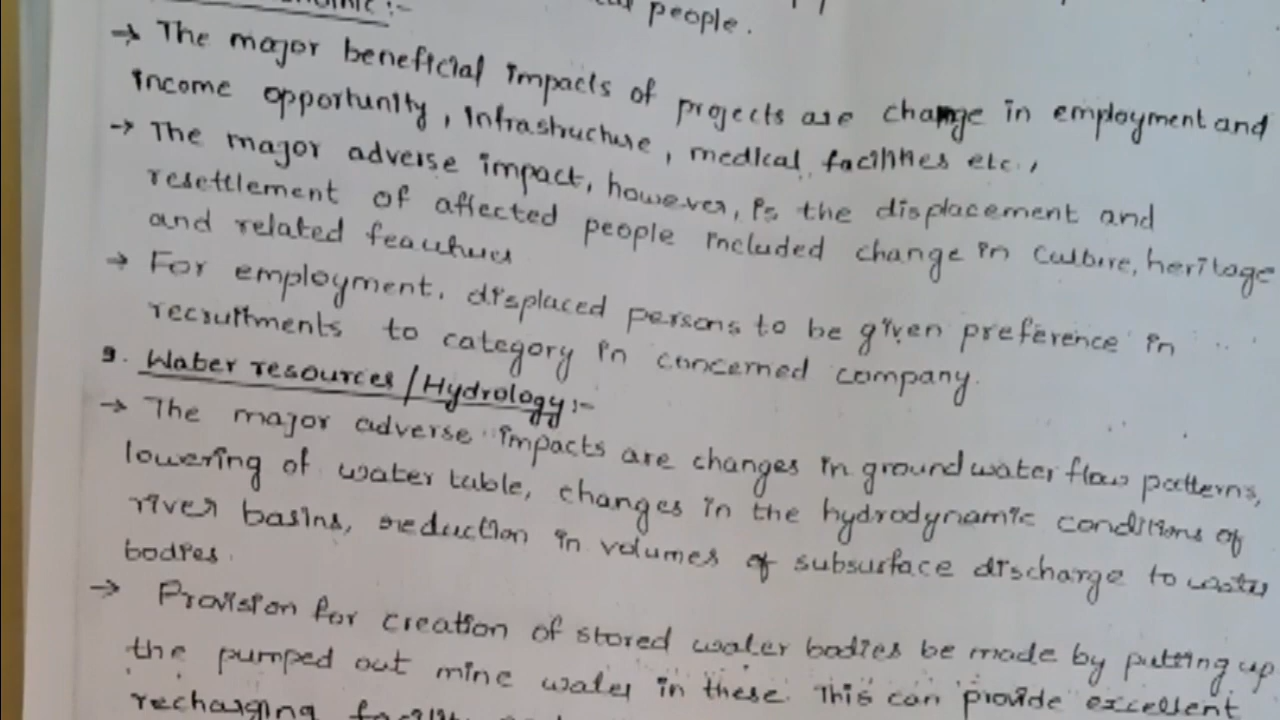 people.
→ The major beneficial impacts of projects are change in employment and
income opportunity, infrastructure, medical facilities etc.,
→ The major adverse impact, however, is the displacement and
resettlement of affected people included change in culture, heritage
and related feautures
→ For employment, displaced persons to be given preference in
recruitments to category in concerned company.
9. Water resources / Hydrology :-
→ The major adverse impacts are changes in ground water flow patterns,
lowering of water table, changes in the hydrodynamic conditions of
river basins, reduction in volumes of subsurface discharge to water
bodies.
→ Provision for creation of stored water bodies be made by putting up
the pumped out mine water in these. This can provide excellent
recharging